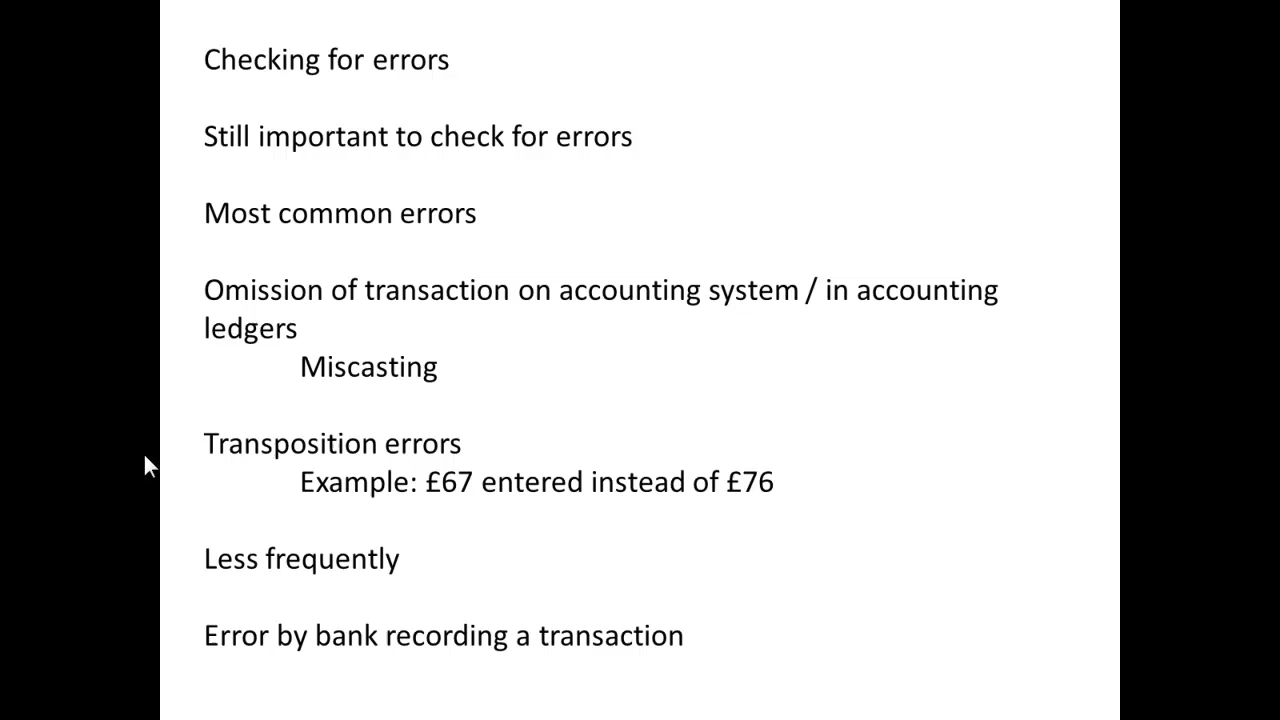 Checking for errors
Still important to check for errors
Most common errors
Omission of transaction on accounting system / in accounting
ledgers
Miscasting
Transposition errors
Example: £67 entered instead of £76
Less frequently
Error by bank recording a transaction